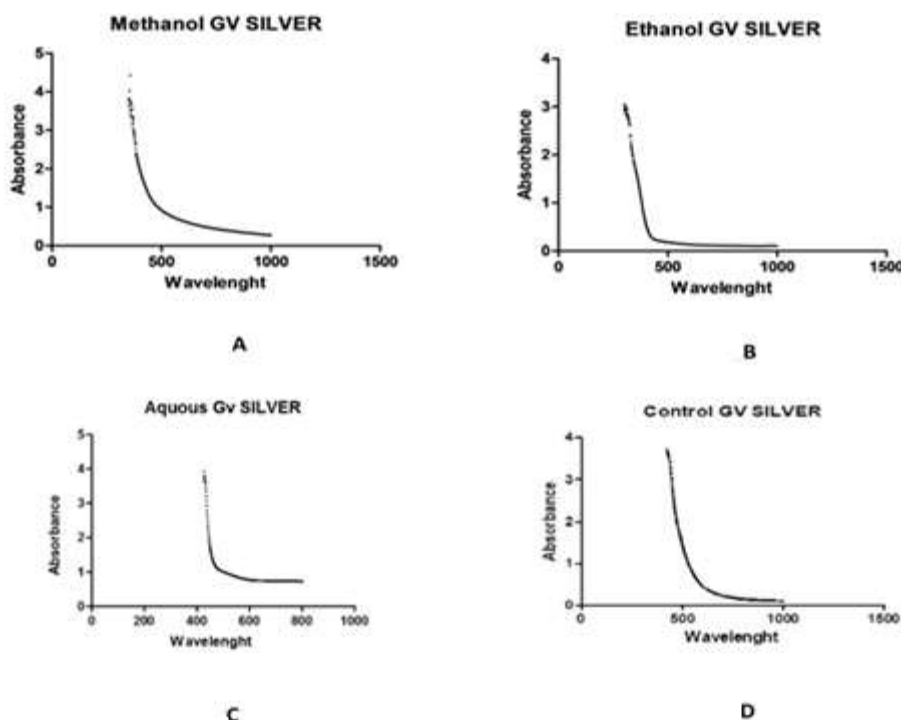 Methanol GV SILVER
5
4
3
2
1
0
Absorbance
0 500 1000 1500
Wavelenght
A
Ethanol GV SILVER
4
3
2
1
0
Absorbance
0 500 1000 1500
Wavelenght
B
Aquous Gv SILVER
5
4
3
2
1
0
Absorbance
0 200 400 600 800 1000
Wavelenght
C
Control GV SILVER
4
3
2
1
0
Absorbance
0 500 1000 1500
Wavelenght
D